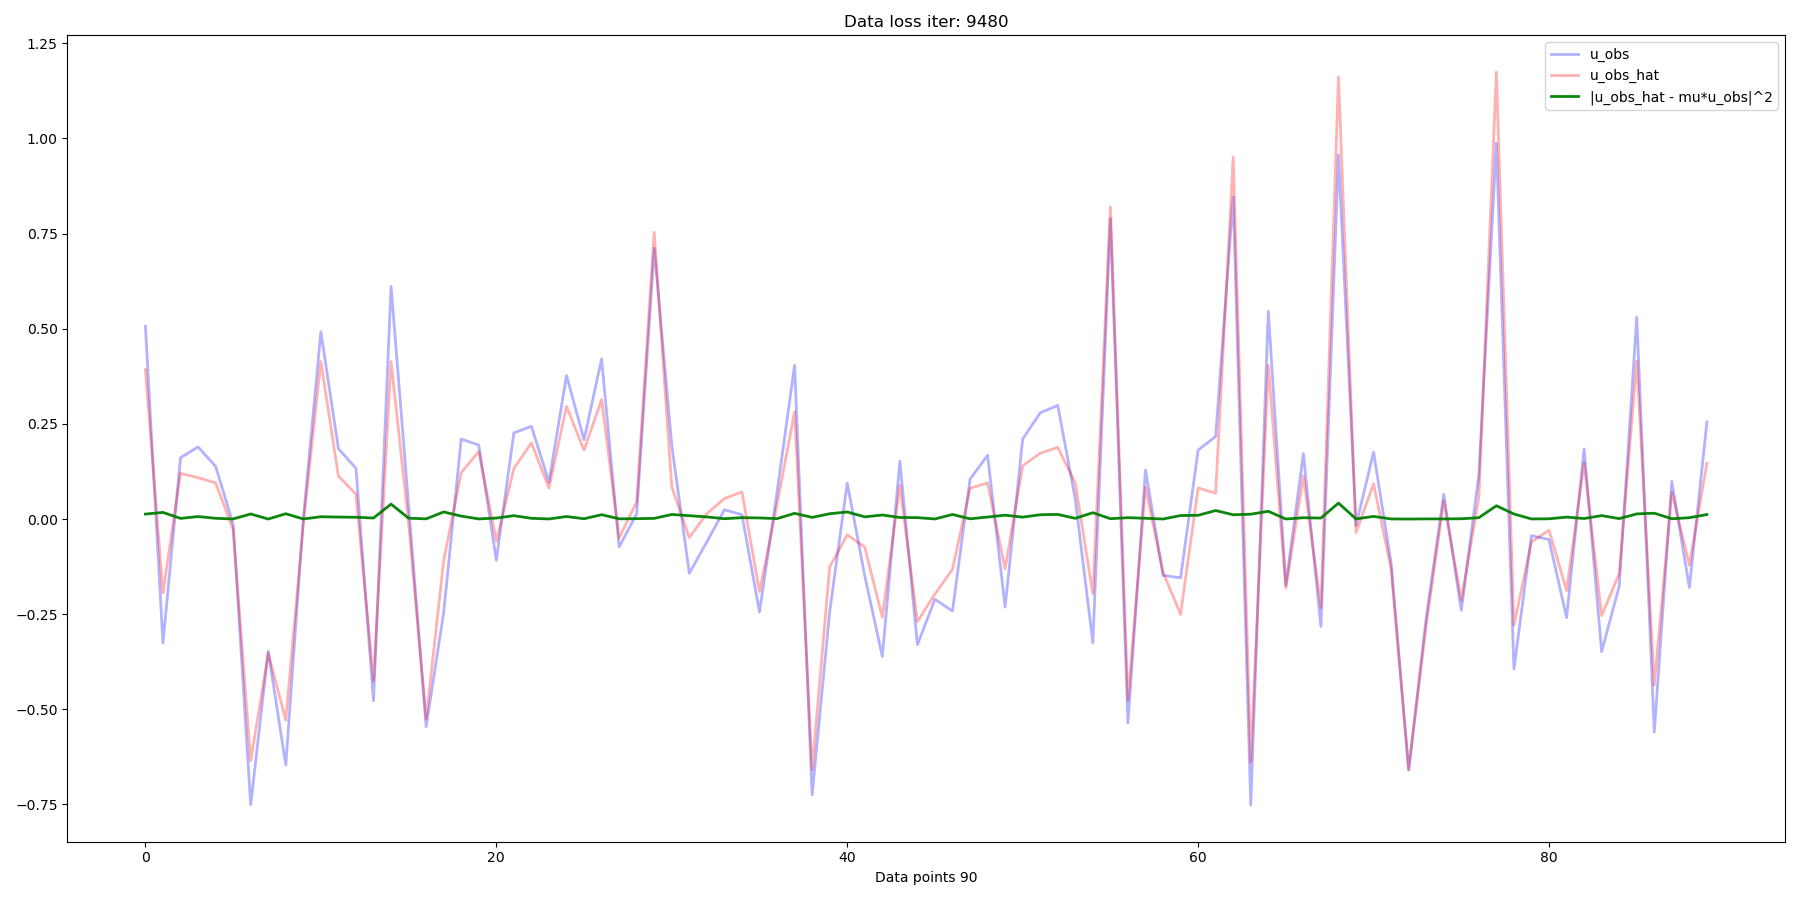 Data loss iter: 9480
u_obs
u_obs_hat
|u_obs_hat - mu*u_obs|^2
1.25
1.00
0.75
0.50
0.25
0.00
−0.25
−0.50
−0.75
0 20 40 60 80
Data points 90